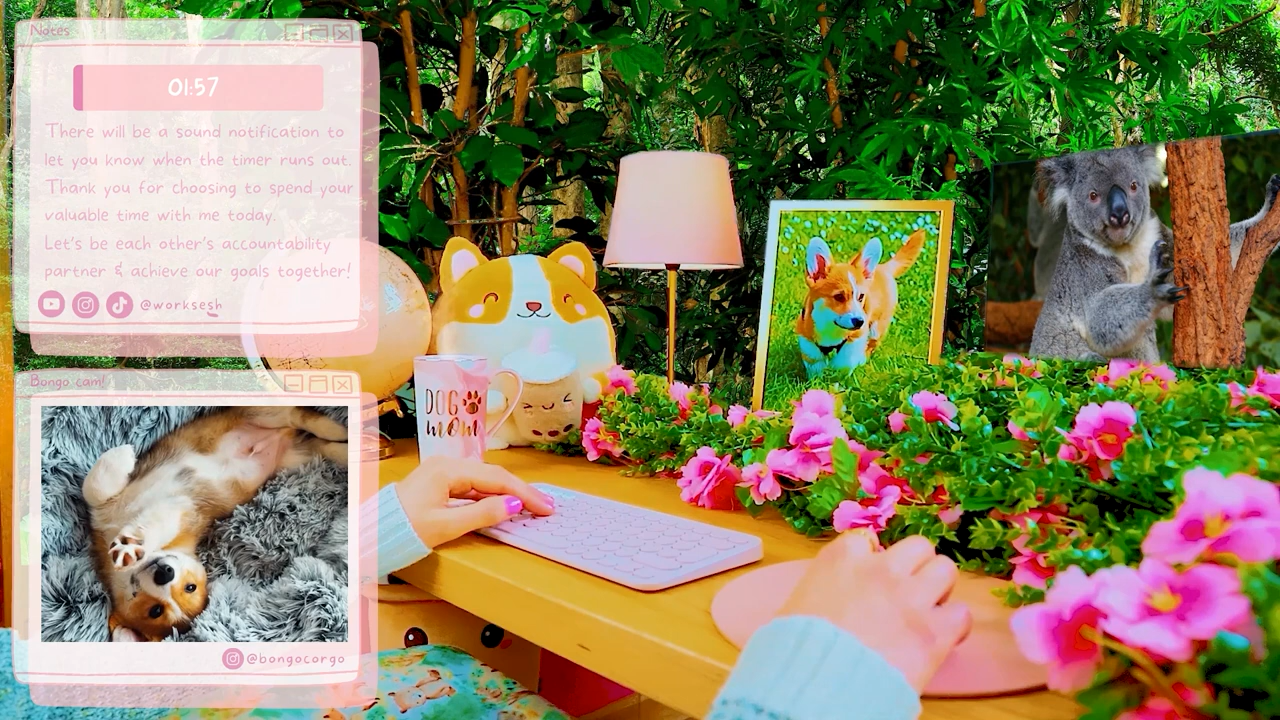 Notes
01:57
There will be a sound notification to
let you know when the timer runs out.
Thank you for choosing to spend your
valuable time with me today.
Let's be each other's accountability
partner & achieve our goals together!
@worksesh
Bongo cam!
@bongocorgo
DOG
mom